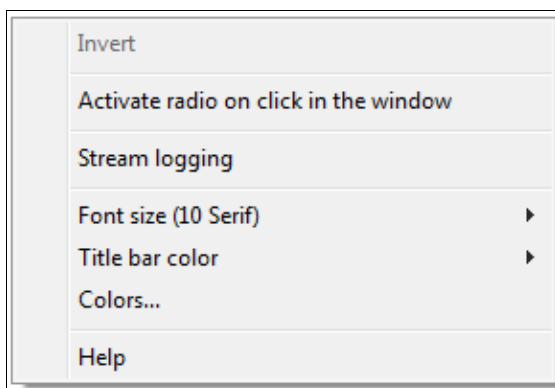 Invert
Activate radio on click in the window
Stream logging
Font size (10 Serif)
Title bar color
Colors...
Help